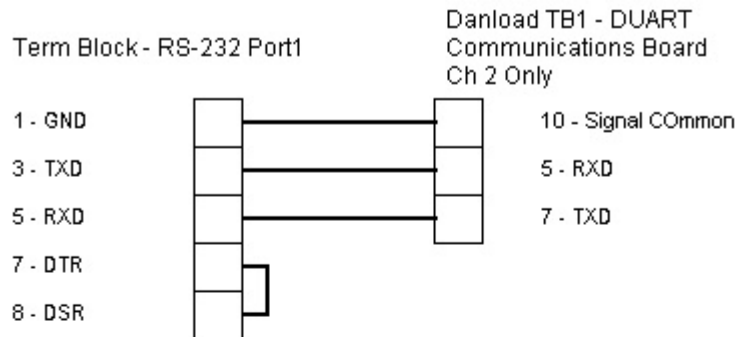 Danload TB1 - DUART
Term Block - RS-232 Port1
Communications Board
Ch 2 Only
1 - GND
10 - Signal COmmon
3 - TXD
5 - RXD
5 - RXD
7 - TXD
7 - DTR
8 - DSR